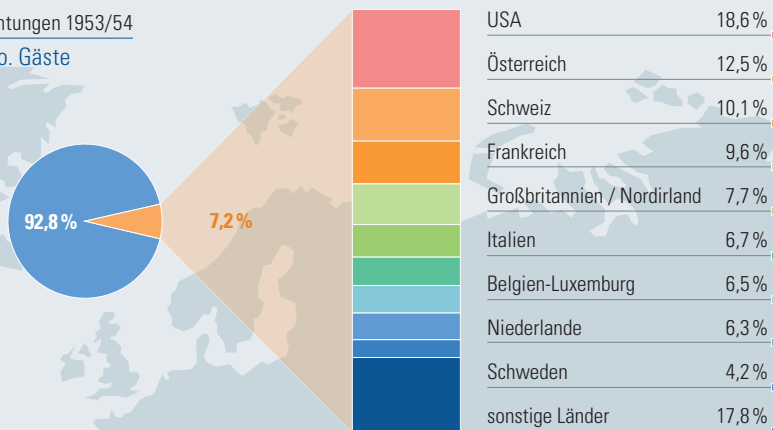 1953/54
Gäste
92,8 %
7,2 %
USA 18,6 %
Österreich 12,5 %
Schweiz 10,1 %
Frankreich 9,6 %
Großbritannien / Nordirland 7,7 %
Italien 6,7 %
Belgien-Luxemburg 6,5 %
Niederlande 6,3 %
Schweden 4,2 %
sonstige Länder 17,8 %